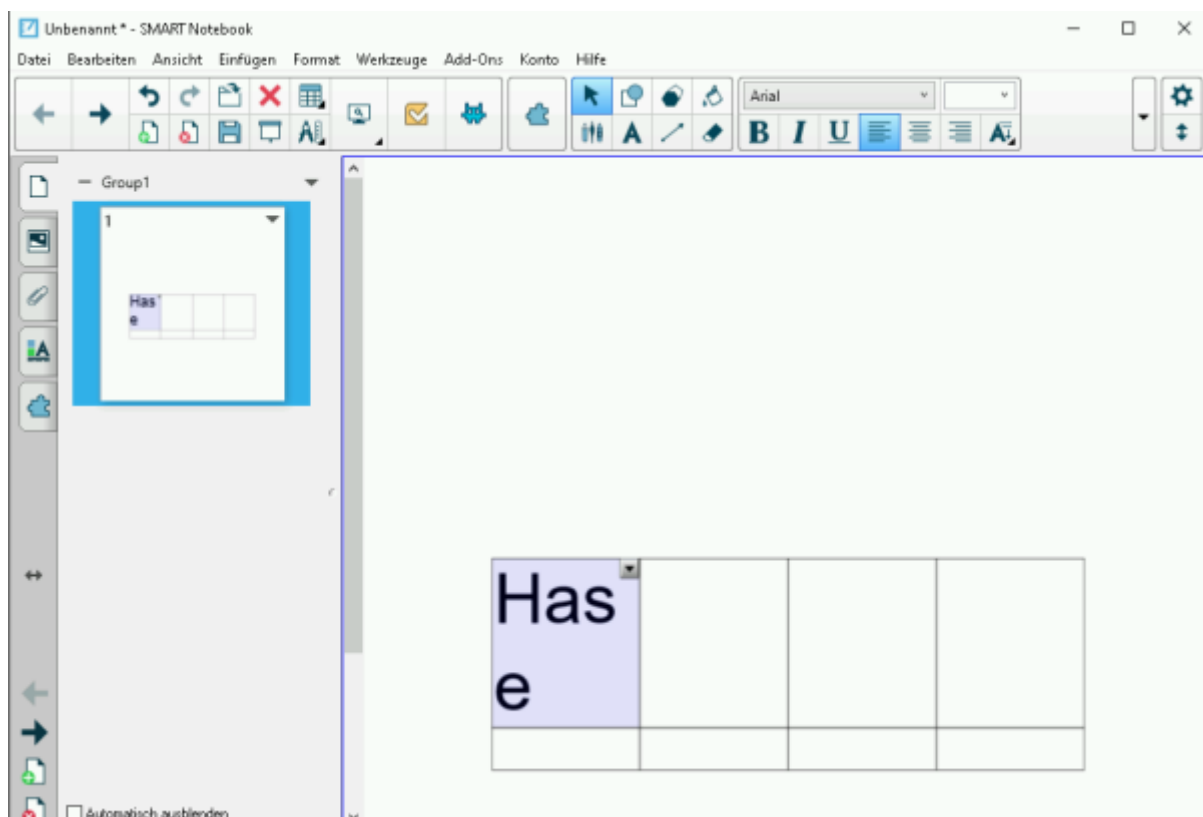 Unbenannt * - SMART Notebook
Datei Bearbeiten Ansicht Einfügen Format Werkzeuge Add-Ons Konto Hilfe
Arial
B I U
Group1
1
Has
e
Has
e
Automatisch ausblenden